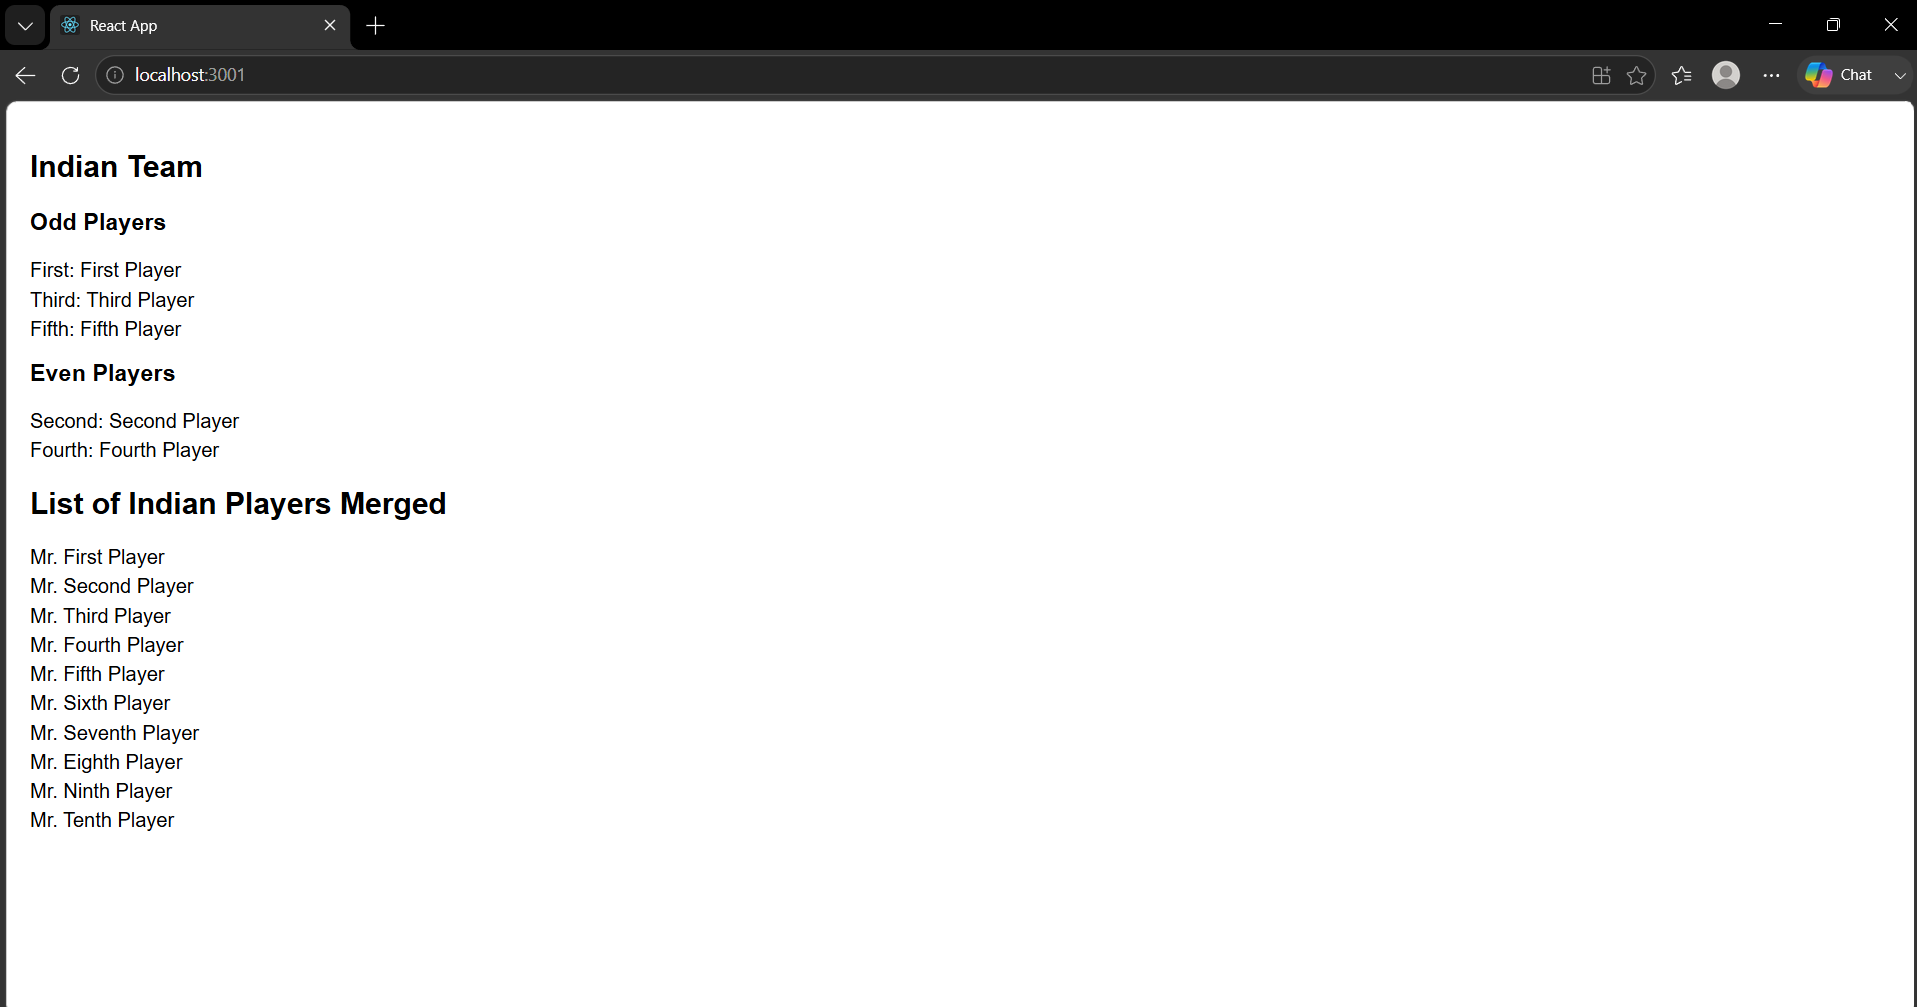 React App
localhost:3001
Chat
Indian Team
Odd Players
First: First Player
Third: Third Player
Fifth: Fifth Player
Even Players
Second: Second Player
Fourth: Fourth Player
List of Indian Players Merged
Mr. First Player
Mr. Second Player
Mr. Third Player
Mr. Fourth Player
Mr. Fifth Player
Mr. Sixth Player
Mr. Seventh Player
Mr. Eighth Player
Mr. Ninth Player
Mr. Tenth Player